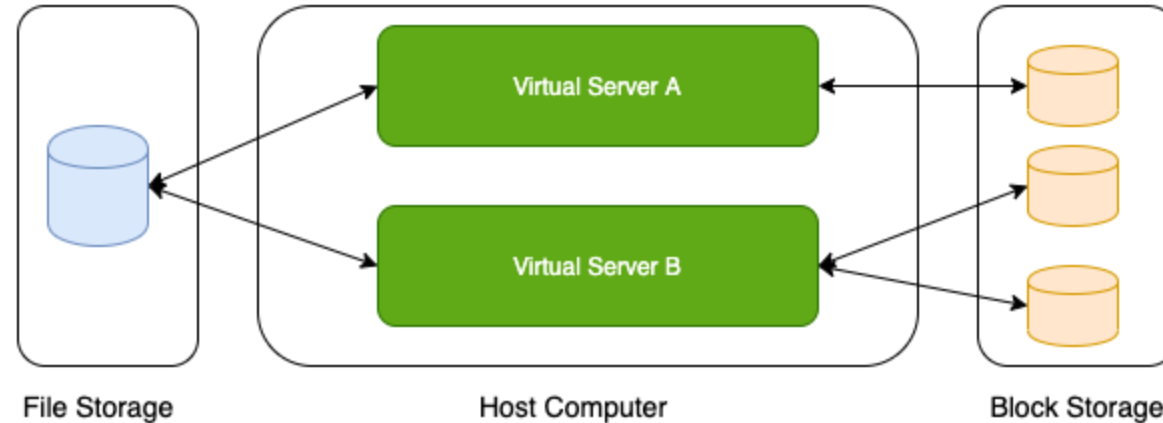 Virtual Server A
Virtual Server B
File Storage
Host Computer
Block Storage